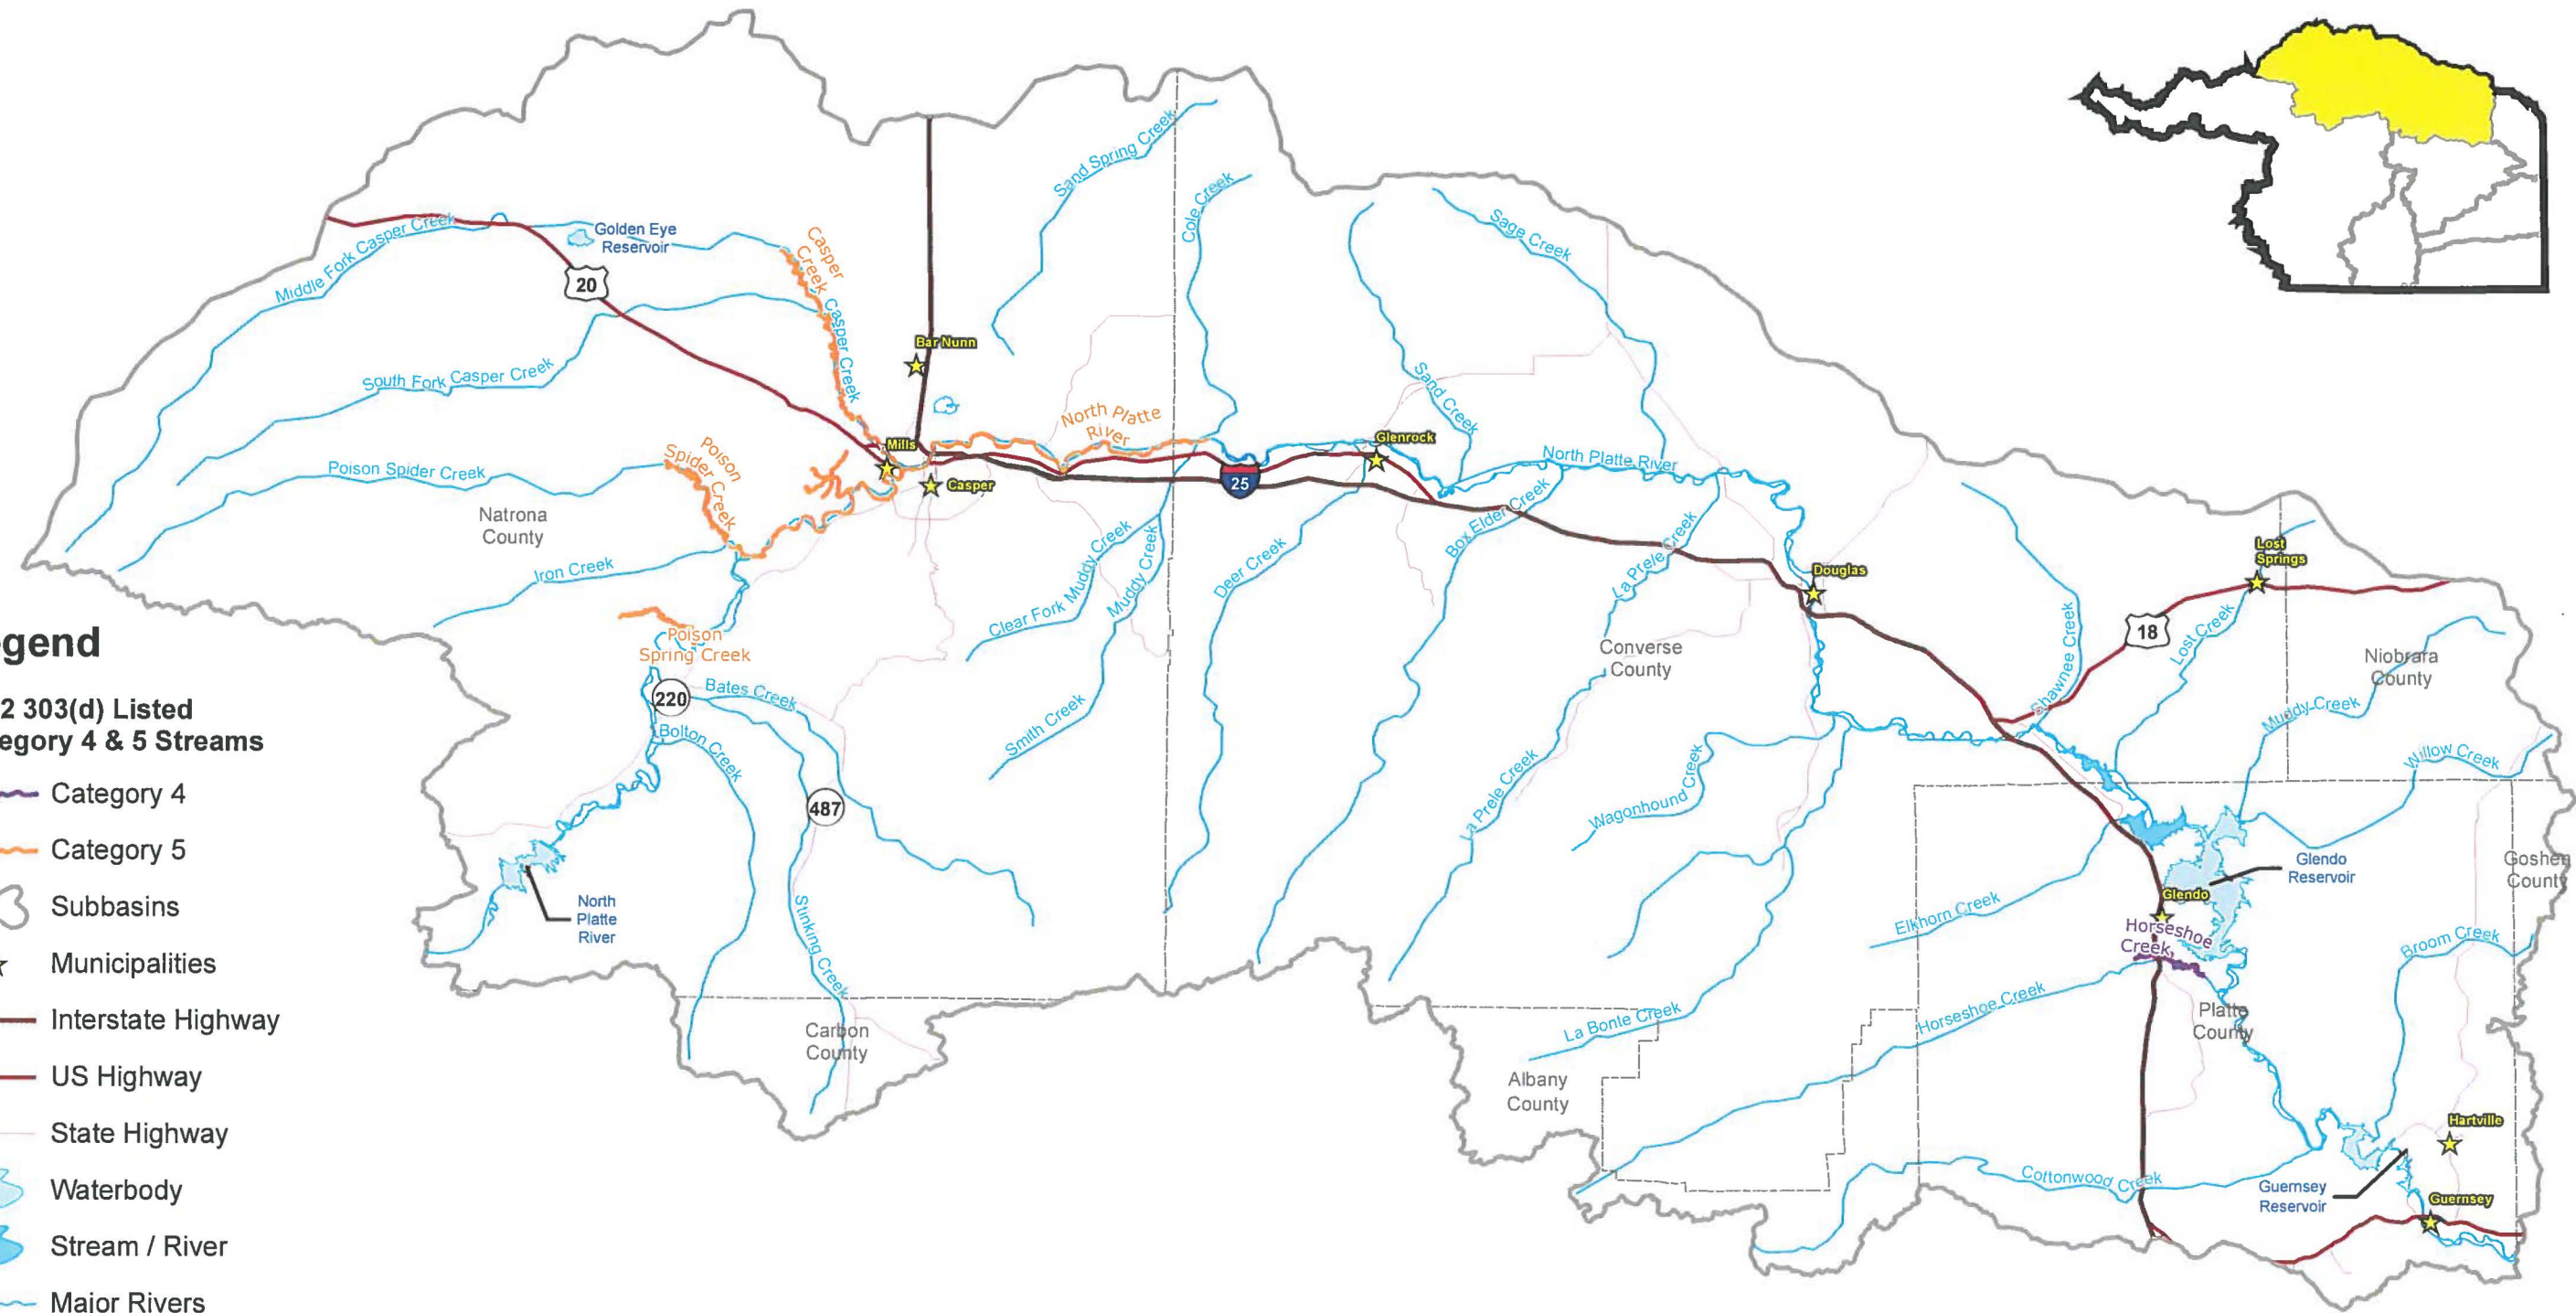 Sand Spring Creek
Cole Creek
Sage Creek
Middle Fork Casper Creek
Golden Eye
Reservoir
Casper
Creek
Casper Creek
20
Bar Nunn
South Fork Casper Creek
Sand Creek
North Platte
River
Mills
Glenrock
Poison
Spider Creek
Poison Spider Creek
North Platte River
25
Casper
Natrona
County
Box Elder Creek
La Prele Creek
Clear Fork Muddy Creek
Muddy Creek
Deer Creek
Iron Creek
Douglas
Lost
Springs
Poison
Spring Creek
Converse
County
Shawnee Creek
18
Lost Creek
Niobrara
County
220
Bates Creek
Bolton Creek
Smith Creek
Muddy Creek
Willow Creek
La Prele Creek
Wagonhound Creek
487
Glendo
Reservoir
Goshen
County
North
Platte
River
Stinking Creek
Elkhorn Creek
Glendo
Horseshoe
Creek
Broom Creek
Carbon
County
La Bonte Creek
Horseshoe Creek
Platte
County
Albany
County
Hartville
Cottonwood Creek
Guernsey
Reservoir
Guernsey
gend
2 303(d) Listed
egory 4 & 5 Streams
Category 4
Category 5
Subbasins
Municipalities
Interstate Highway
US Highway
State Highway
Waterbody
Stream / River
Major Rivers